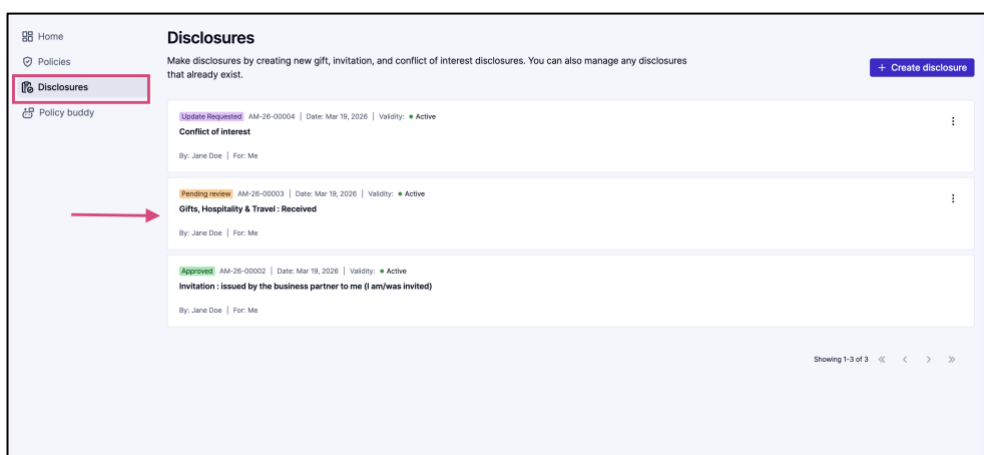 Home
Policies
Disclosures
Policy buddy
Disclosures
Make disclosures by creating new gift, invitation, and conflict of interest disclosures. You can also manage any disclosures
that already exist.
+ Create disclosure
Update Requested AM-26-00004 | Date: Mar 19, 2026 | Validity: ● Active
Conflict of interest
By: Jane Doe | For: Me
Pending review AM-26-00003 | Date: Mar 19, 2026 | Validity: ● Active
Gifts, Hospitality & Travel : Received
By: Jane Doe | For: Me
Approved AM-26-00002 | Date: Mar 19, 2026 | Validity: ● Active
Invitation : issued by the business partner to me (I am/was invited)
By: Jane Doe | For: Me
Showing 1-3 of 3